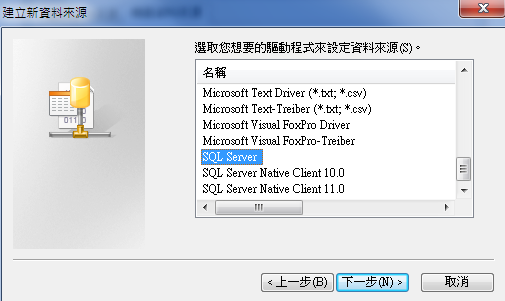 建立新資料來源
選取您想要的驅動程式來設定資料來源(S)。
名稱
Microsoft Text Driver (*.txt; *.csv)
Microsoft Text-Treiber (*.txt; *.csv)
Microsoft Visual FoxPro Driver
Microsoft Visual FoxPro-Treiber
SQL Server
SQL Server Native Client 10.0
SQL Server Native Client 11.0
< 上一步(B) 下一步(N) > 取消